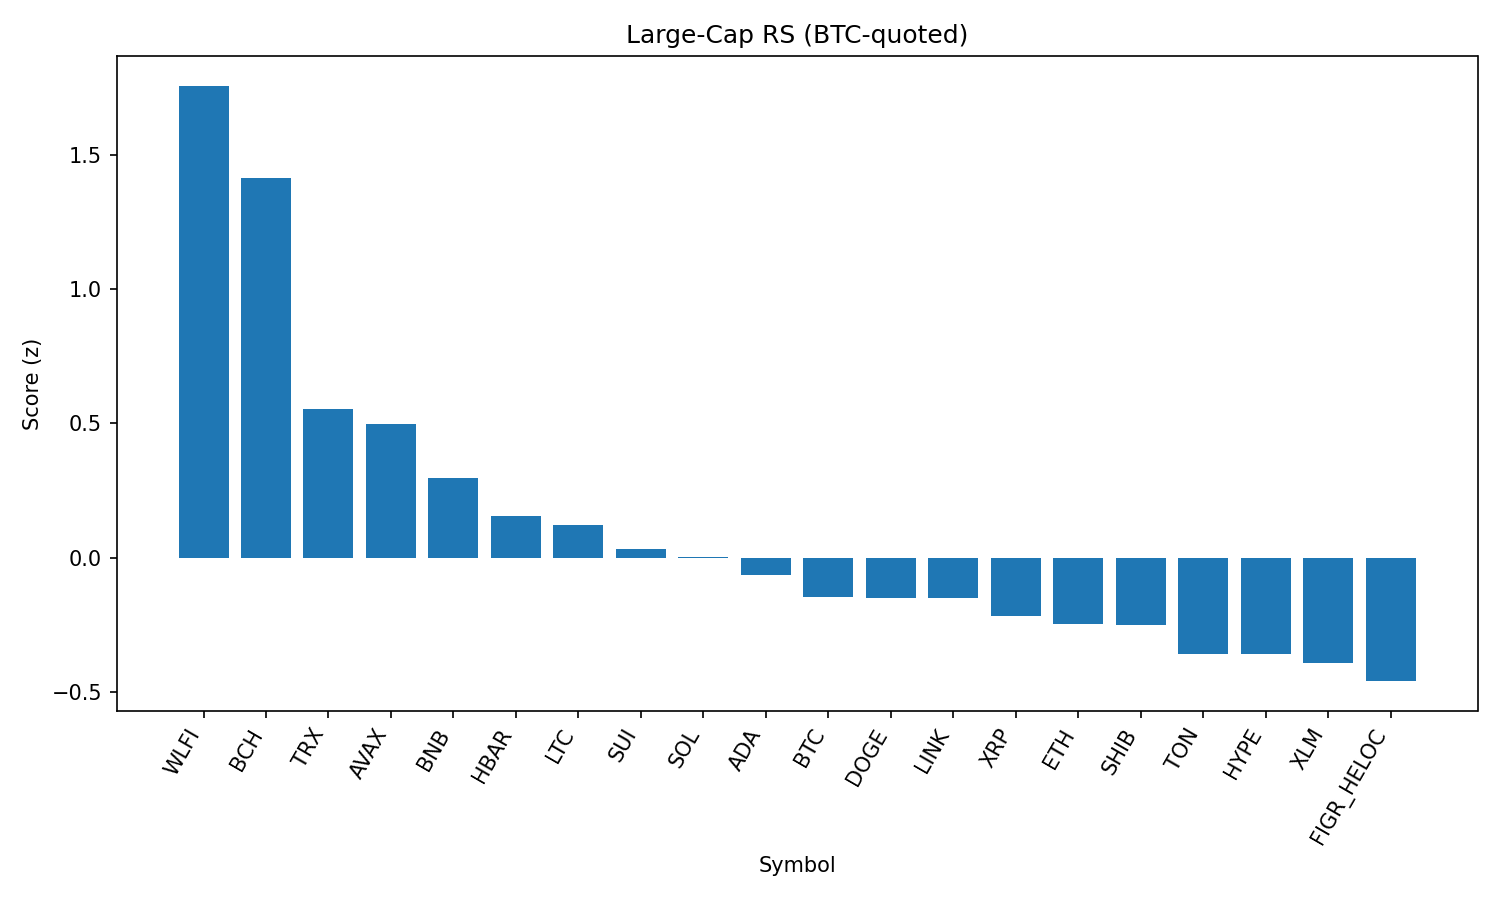 Large-Cap RS (BTC-quoted)
Score (z)
1.5
1.0
0.5
0.0
−0.5
WLFI
BCH
TRX
AVAX
BNB
HBAR
LTC
SUI
SOL
ADA
BTC
DOGE
LINK
XRP
ETH
SHIB
TON
HYPE
XLM
FIGR_HELOC
Symbol